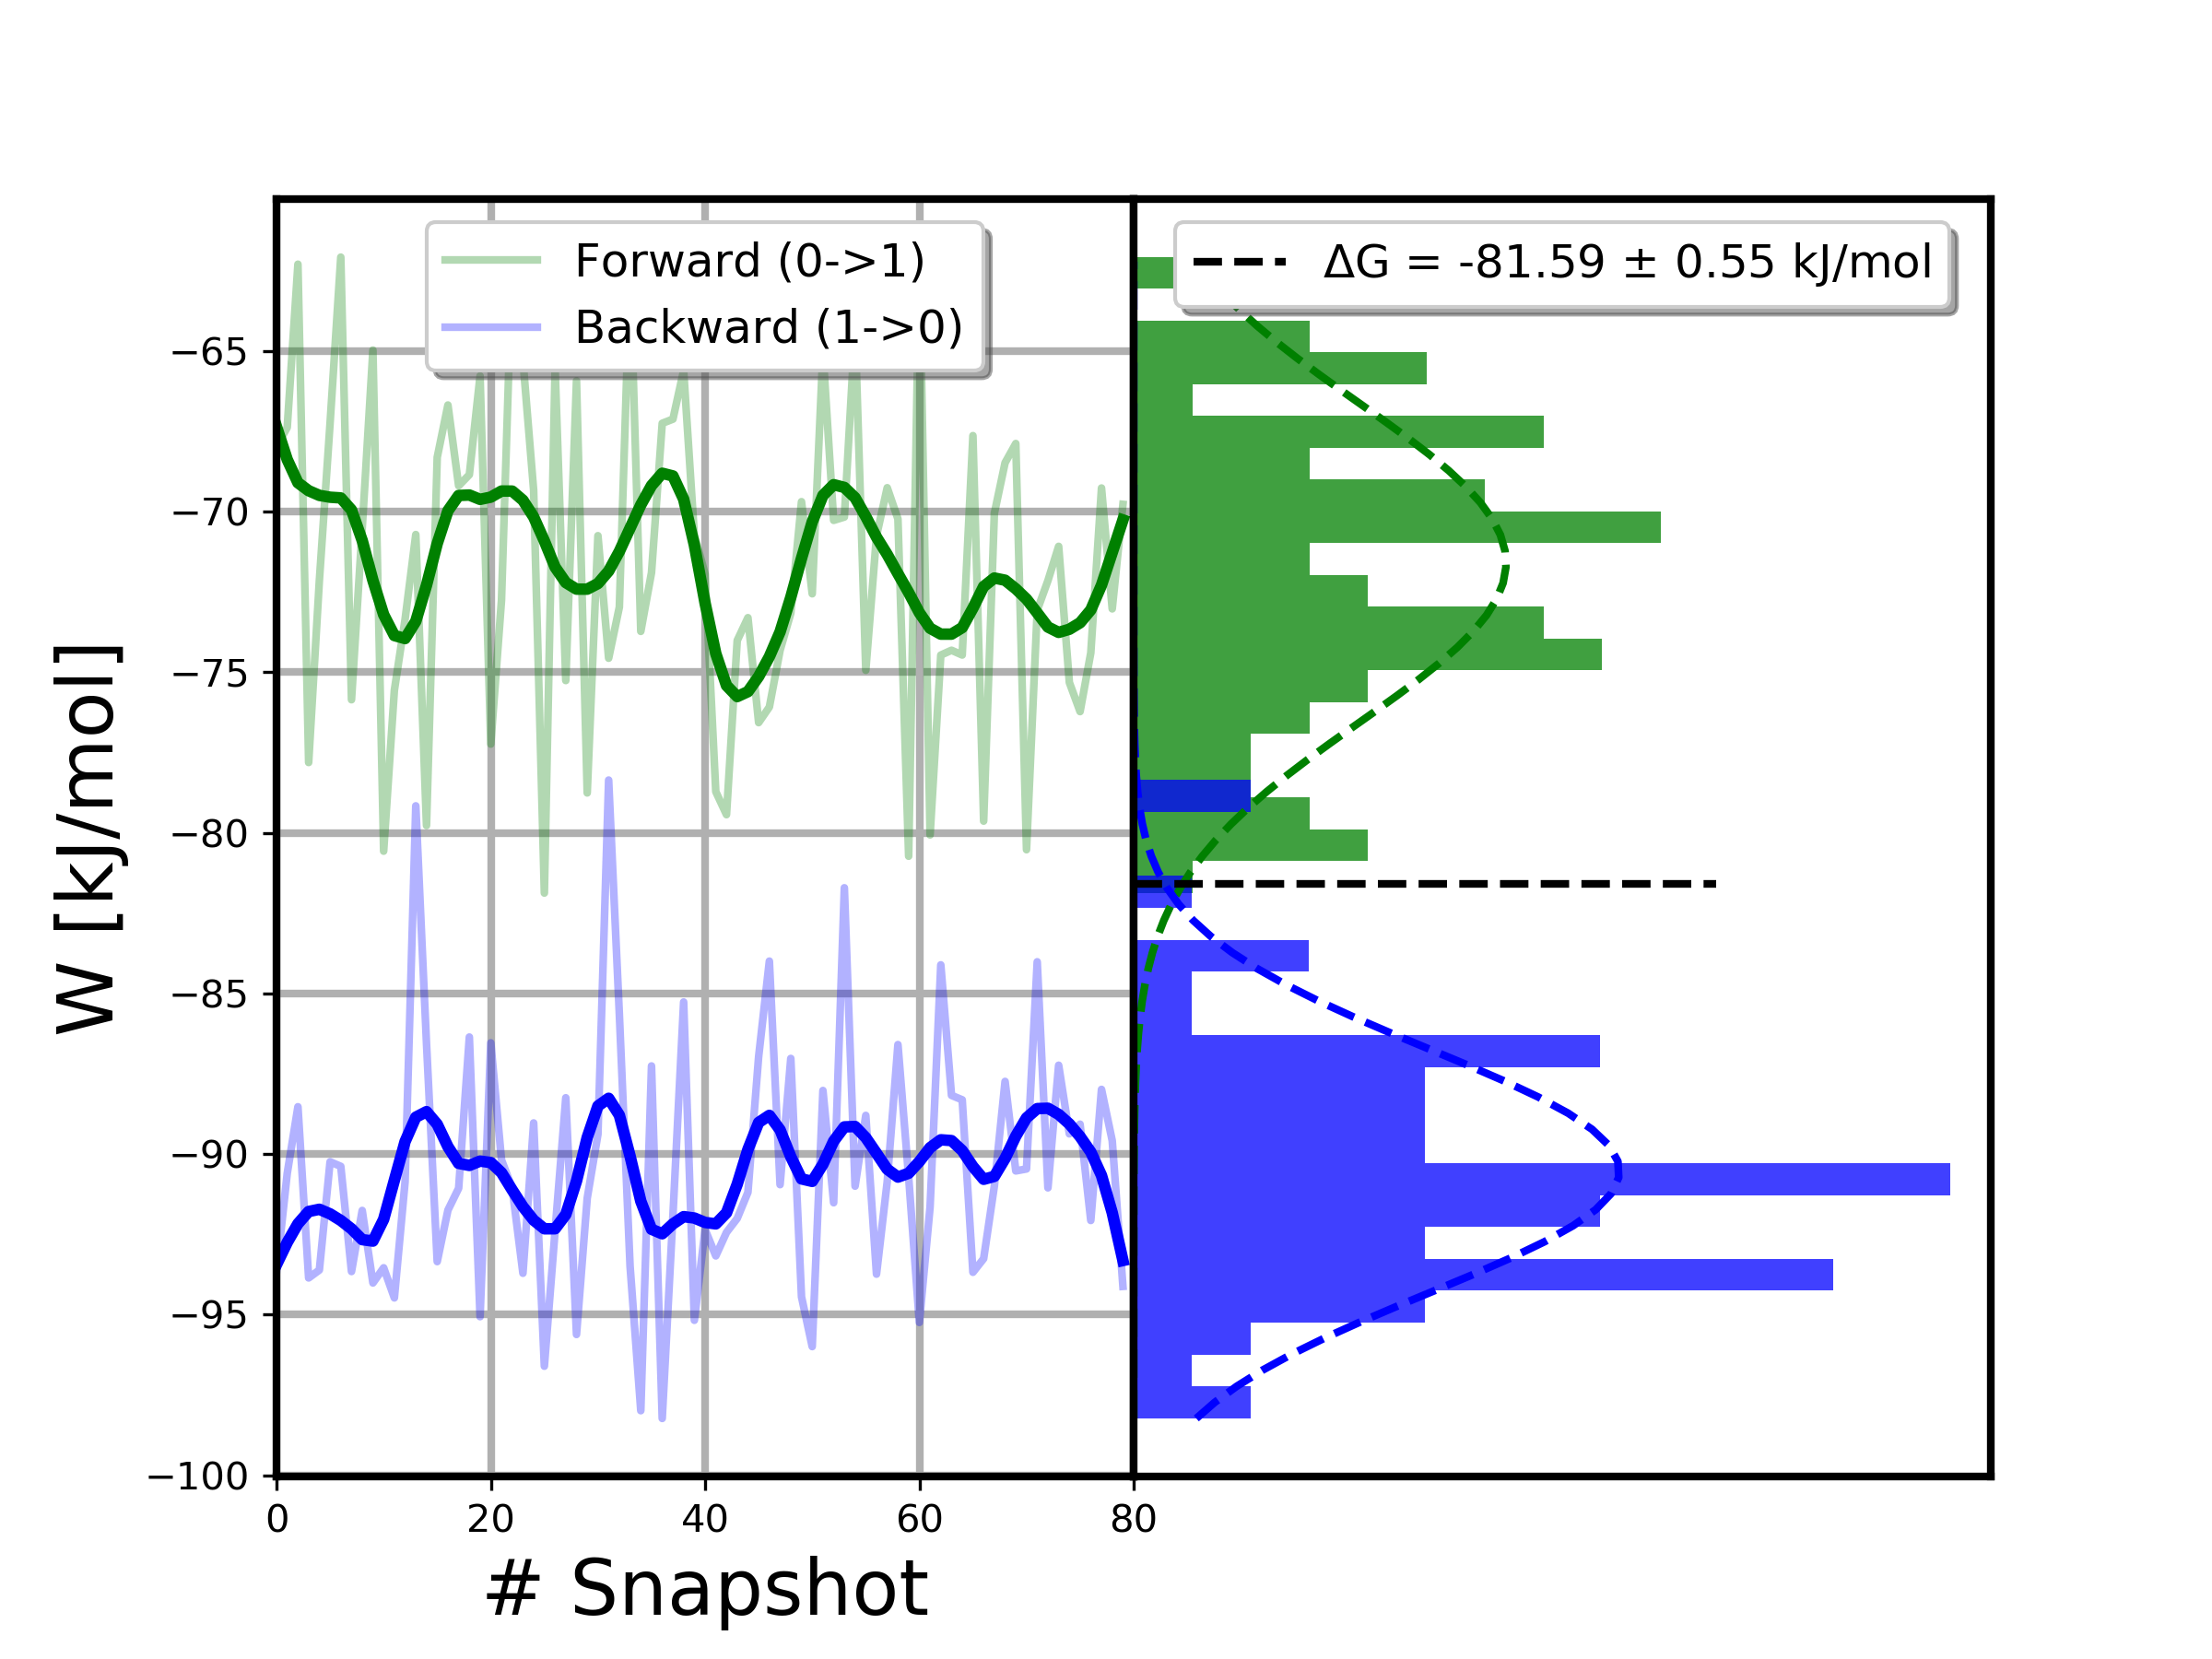 Forward (0->1)
Backward (1->0)
ΔG = -81.59 ± 0.55 kJ/mol
W [kJ/mol]
−65
−70
−75
−80
−85
−90
−95
−100
0 20 40 60 80
# Snapshot